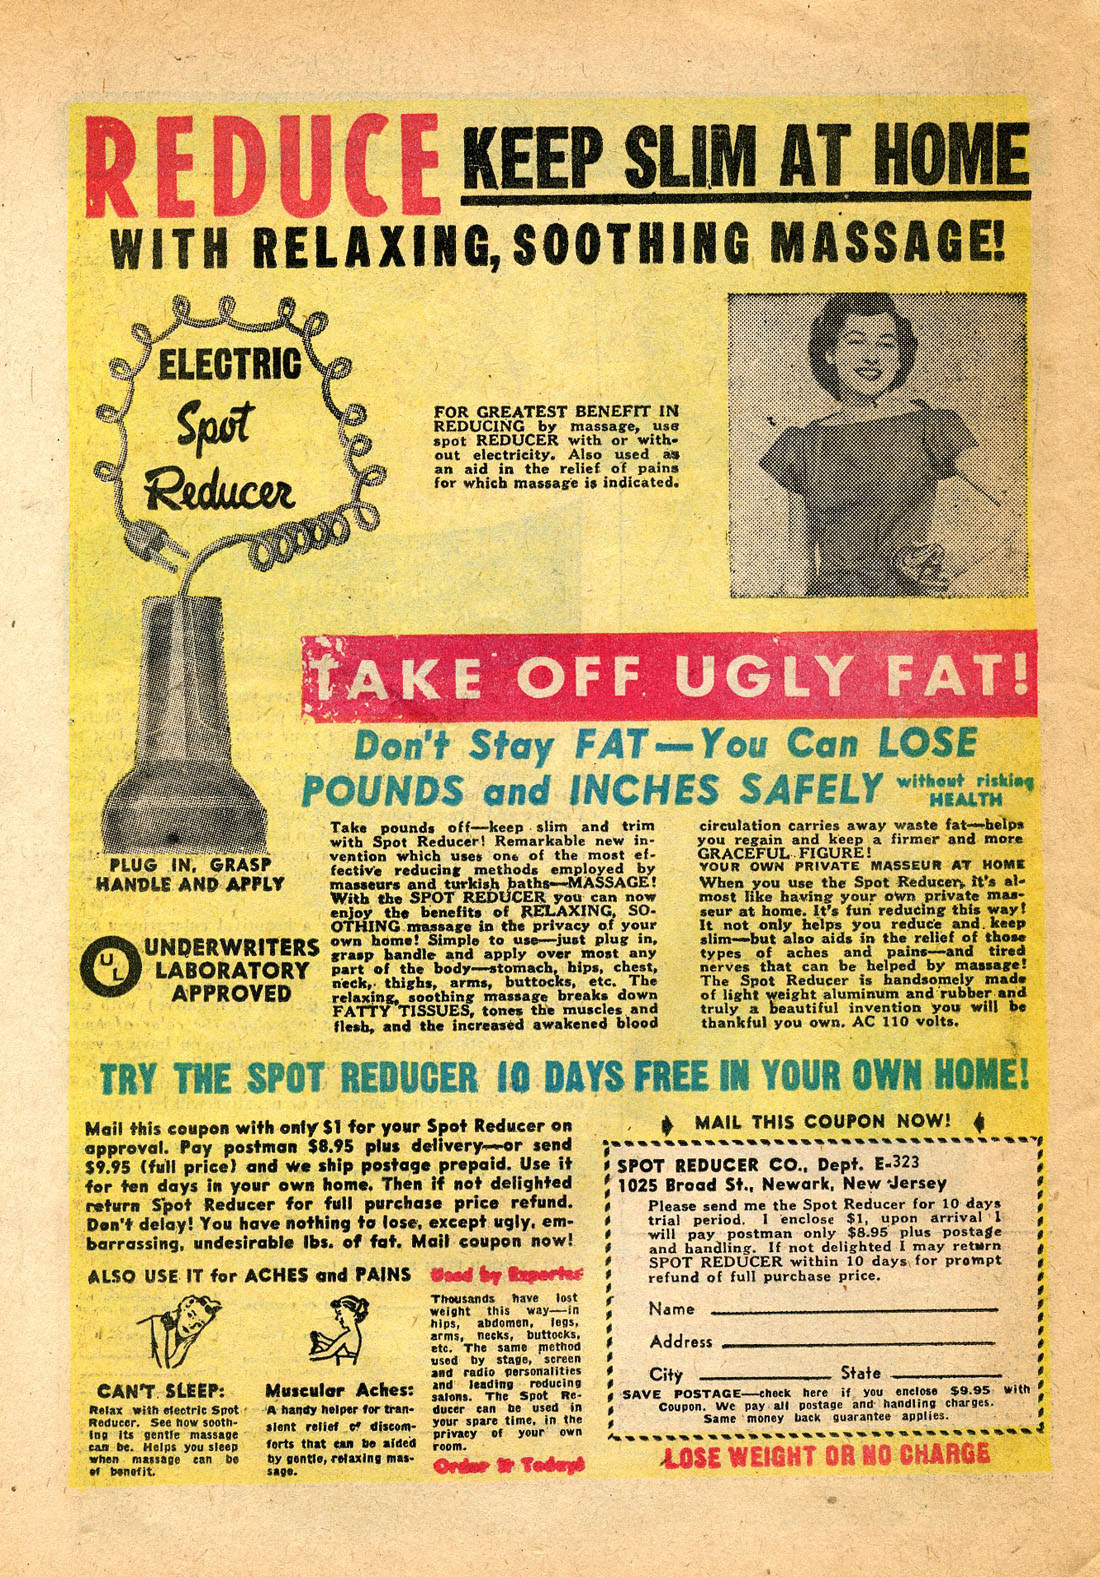 REDUCE KEEP SLIM AT HOME
WITH RELAXING, SOOTHING MASSAGE!
ELECTRIC
Spot
Reducer
FOR GREATEST BENEFIT IN
REDUCING by massage, use
spot REDUCER with or with-
out electricity. Also used as
an aid in the relief of pains
for which massage is indicated.
TAKE OFF UGLY FAT!
Don't Stay FAT—You Can LOSE
POUNDS and INCHES SAFELY without risking
HEALTH
PLUG IN, GRASP
HANDLE AND APPLY
UL
UNDERWRITERS
LABORATORY
APPROVED
Take pounds off—keep slim and trim
with Spot Reducer! Remarkable new in-
vention which uses one of the most ef-
fective reducing methods employed by
masseurs and turkish baths—MASSAGE!
With the SPOT REDUCER you can now
enjoy the benefits of RELAXING, SO-
OTHING massage in the privacy of your
own home! Simple to use—just plug in,
grasp handle and apply over most any
part of the body—stomach, hips, chest,
neck, thighs, arms, buttocks, etc. The
relaxing, soothing massage breaks down
FATTY TISSUES, tones the muscles and
flesh, and the increased awakened blood
circulation carries away waste fat—helps
you regain and keep a firmer and more
GRACEFUL FIGURE!
YOUR OWN PRIVATE MASSEUR AT HOME
When you use the Spot Reducer, it's al-
most like having your own private mas-
seur at home. It's fun reducing this way!
It not only helps you reduce and keep
slim—but also aids in the relief of those
types of aches and pains—and tired
nerves that can be helped by massage!
The Spot Reducer is handsomely made
of light weight aluminum and rubber and
truly a beautiful invention you will be
thankful you own. AC 110 volts.
TRY THE SPOT REDUCER 10 DAYS FREE IN YOUR OWN HOME!
Mail this coupon with only $1 for your Spot Reducer on
approval. Pay postman $8.95 plus delivery—or send
$9.95 (full price) and we ship postage prepaid. Use it
for ten days in your own home. Then if not delighted
return Spot Reducer for full purchase price refund.
Don't delay! You have nothing to lose, except ugly, em-
barrassing, undesirable lbs. of fat. Mail coupon now!
ALSO USE IT for ACHES and PAINS
CAN'T SLEEP:
Relax with electric Spot
Reducer. See how sooth-
ing its gentle massage
can be. Helps you sleep
when massage can be
of benefit.
Muscular Aches:
A handy helper for tran-
sient relief of discom-
forts that can be aided
by gentle, relaxing mas-
sage.
Used by Expertes
Thousands have lost
weight this way—in
hips, abdomen, legs,
arms, necks, buttocks,
etc. The same method
used by stage, screen
and radio personalities
and leading reducing
salons. The Spot Re-
ducer can be used in
your spare time, in the
privacy of your own
room.
Order It Today!
MAIL THIS COUPON NOW!
SPOT REDUCER CO., Dept. E-323
1025 Broad St., Newark, New Jersey
Please send me the Spot Reducer for 10 days
trial period. I enclose $1, upon arrival I
will pay postman only $8.95 plus postage
and handling. If not delighted I may return
SPOT REDUCER within 10 days for prompt
refund of full purchase price.
Name
Address
City State
SAVE POSTAGE—check here if you enclose $9.95 with
Coupon. We pay all postage and handling charges.
Same money back guarantee applies.
LOSE WEIGHT OR NO CHARGE